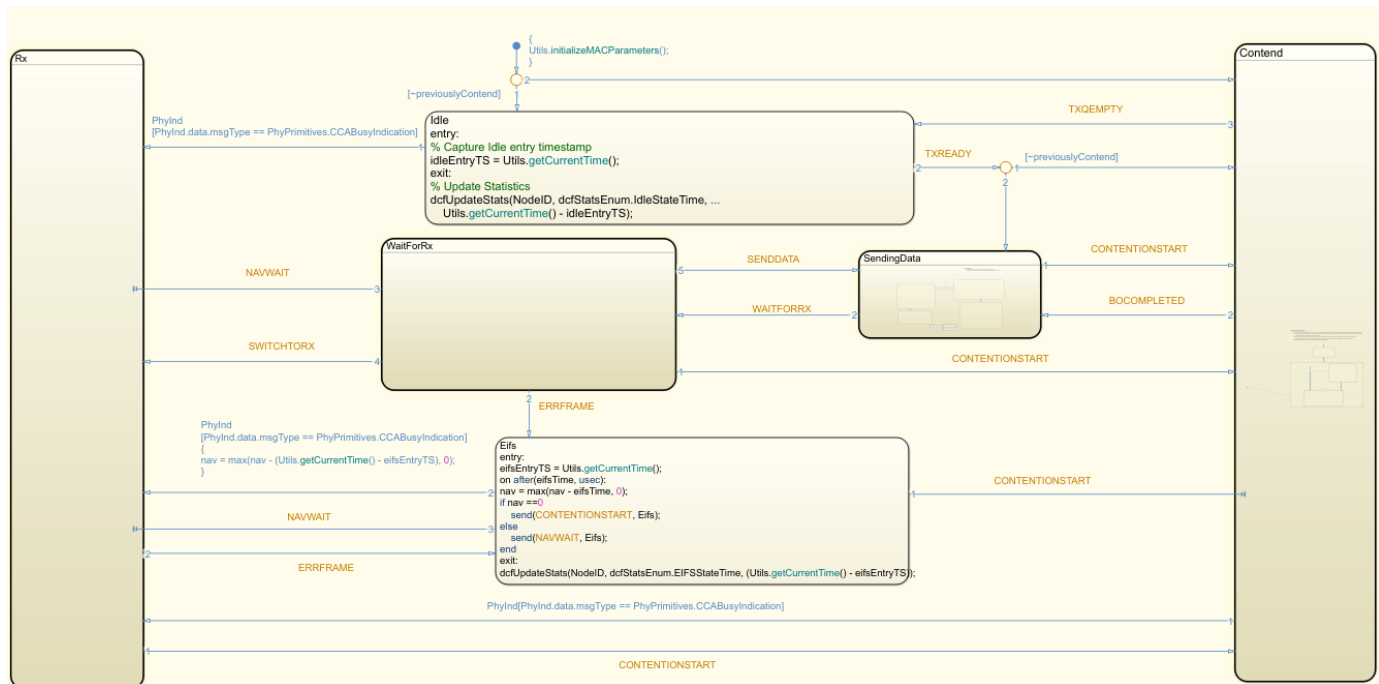 {
Utils.initializeMACParameters();
}
Rx
Contend
2
1
[~previouslyContend]
TXQEMPTY
3
PhyInd
[PhyInd.data.msgType == PhyPrimitives.CCABusyIndication]
1
Idle
entry:
% Capture Idle entry timestamp
idleEntryTS = Utils.getCurrentTime();
exit:
% Update Statistics
dcfUpdateStats(NodeID, dcfStatsEnum.IdleStateTime, ...
Utils.getCurrentTime() - idleEntryTS);
2
TXREADY
1
[~previouslyContend]
2
WaitForRx
NAVWAIT
3
SWITCHTORX
4
5
SENDDATA
SendingData
1
CONTENTIONSTART
WAITFORRX
2
BOCOMPLETED
2
1
CONTENTIONSTART
2
ERRFRAME
PhyInd
[PhyInd.data.msgType == PhyPrimitives.CCABusyIndication]
{
nav = max(nav - (Utils.getCurrentTime() - eifsEntryTS), 0);
}
2
NAVWAIT
3
2
ERRFRAME
Eifs
entry:
eifsEntryTS = Utils.getCurrentTime();
on after(eifsTime, usec):
nav = max(nav - eifsTime, 0);
if nav ==0
send(CONTENTIONSTART, Eifs);
else
send(NAVWAIT, Eifs);
end
exit:
dcfUpdateStats(NodeID, dcfStatsEnum.EIFSStateTime, (Utils.getCurrentTime() - eifsEntryTS));
1
CONTENTIONSTART
PhyInd[PhyInd.data.msgType == PhyPrimitives.CCABusyIndication]
1
1
CONTENTIONSTART